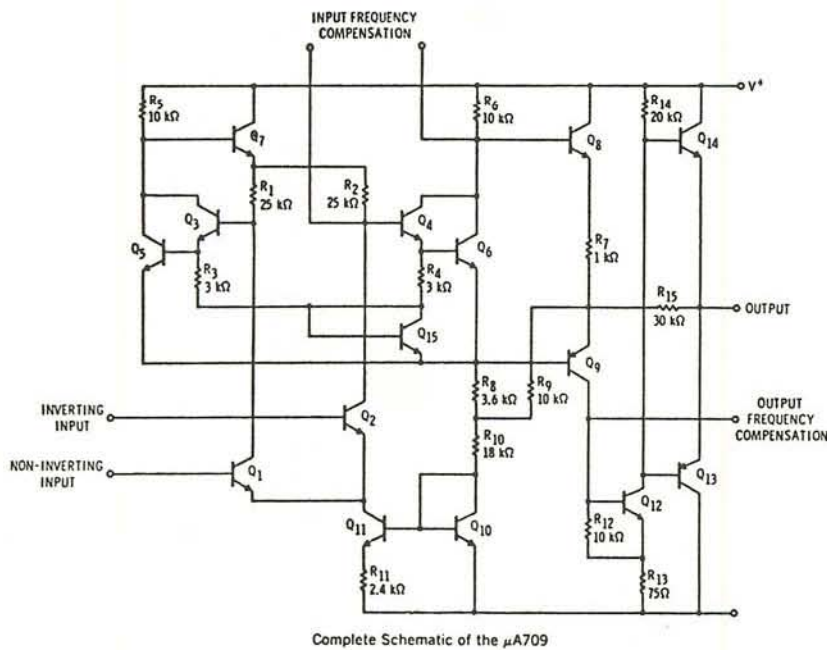 INPUT FREQUENCY
COMPENSATION
V+
R5
10 kΩ
Q7
R6
10 kΩ
Q8
R14
20 kΩ
Q14
R1
25 kΩ
R2
25 kΩ
Q3
Q4
Q5
Q6
R3
3 kΩ
R4
3 kΩ
R7
1 kΩ
R15
30 kΩ
OUTPUT
Q15
Q9
R8
3.6 kΩ
R9
10 kΩ
INVERTING
INPUT
Q2
OUTPUT
FREQUENCY
COMPENSATION
R10
18 kΩ
NON-INVERTING
INPUT
Q1
Q12
Q13
Q11
Q10
R12
10 kΩ
R11
2.4 kΩ
R13
75Ω
Complete Schematic of the μA709